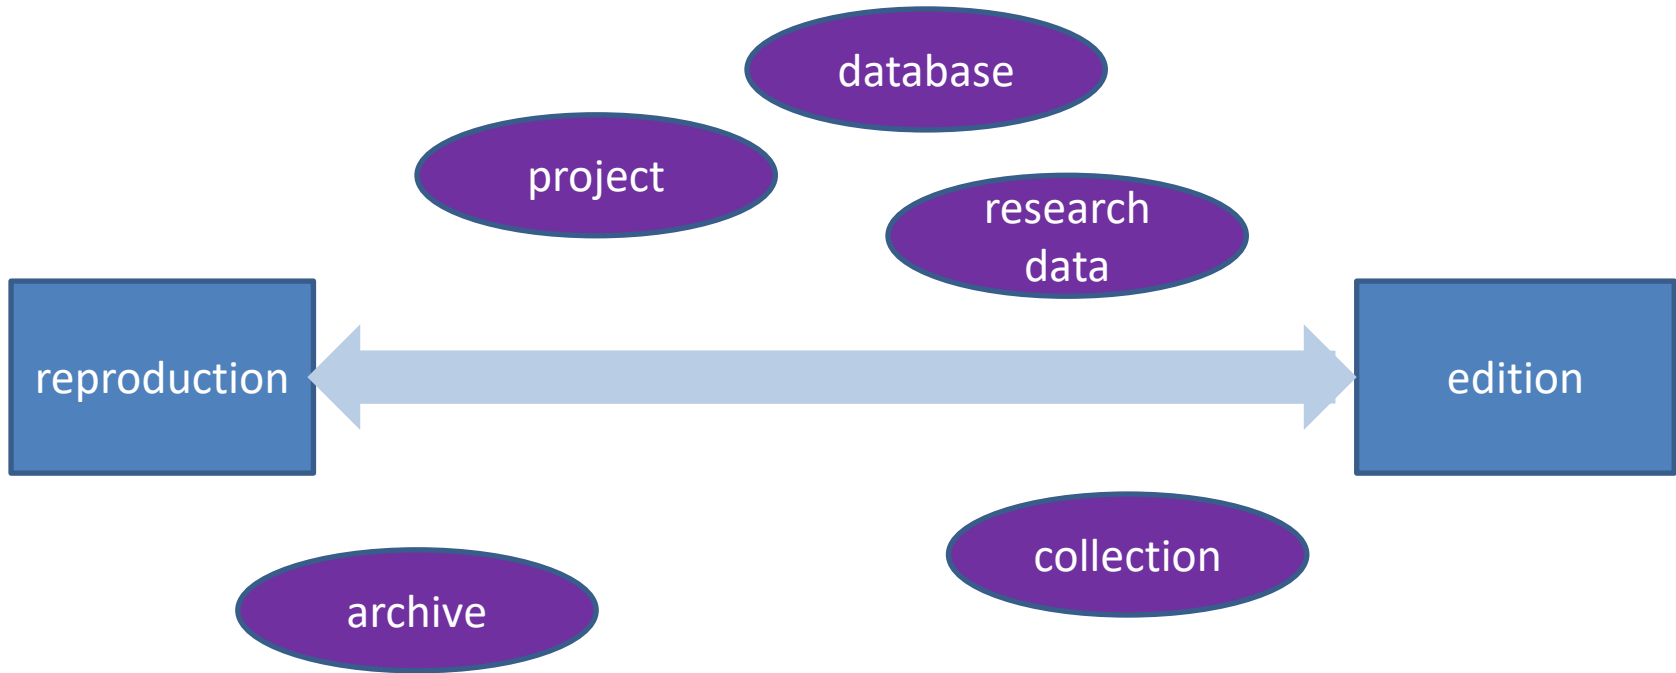 database
project
research
data
reproduction
edition
collection
archive